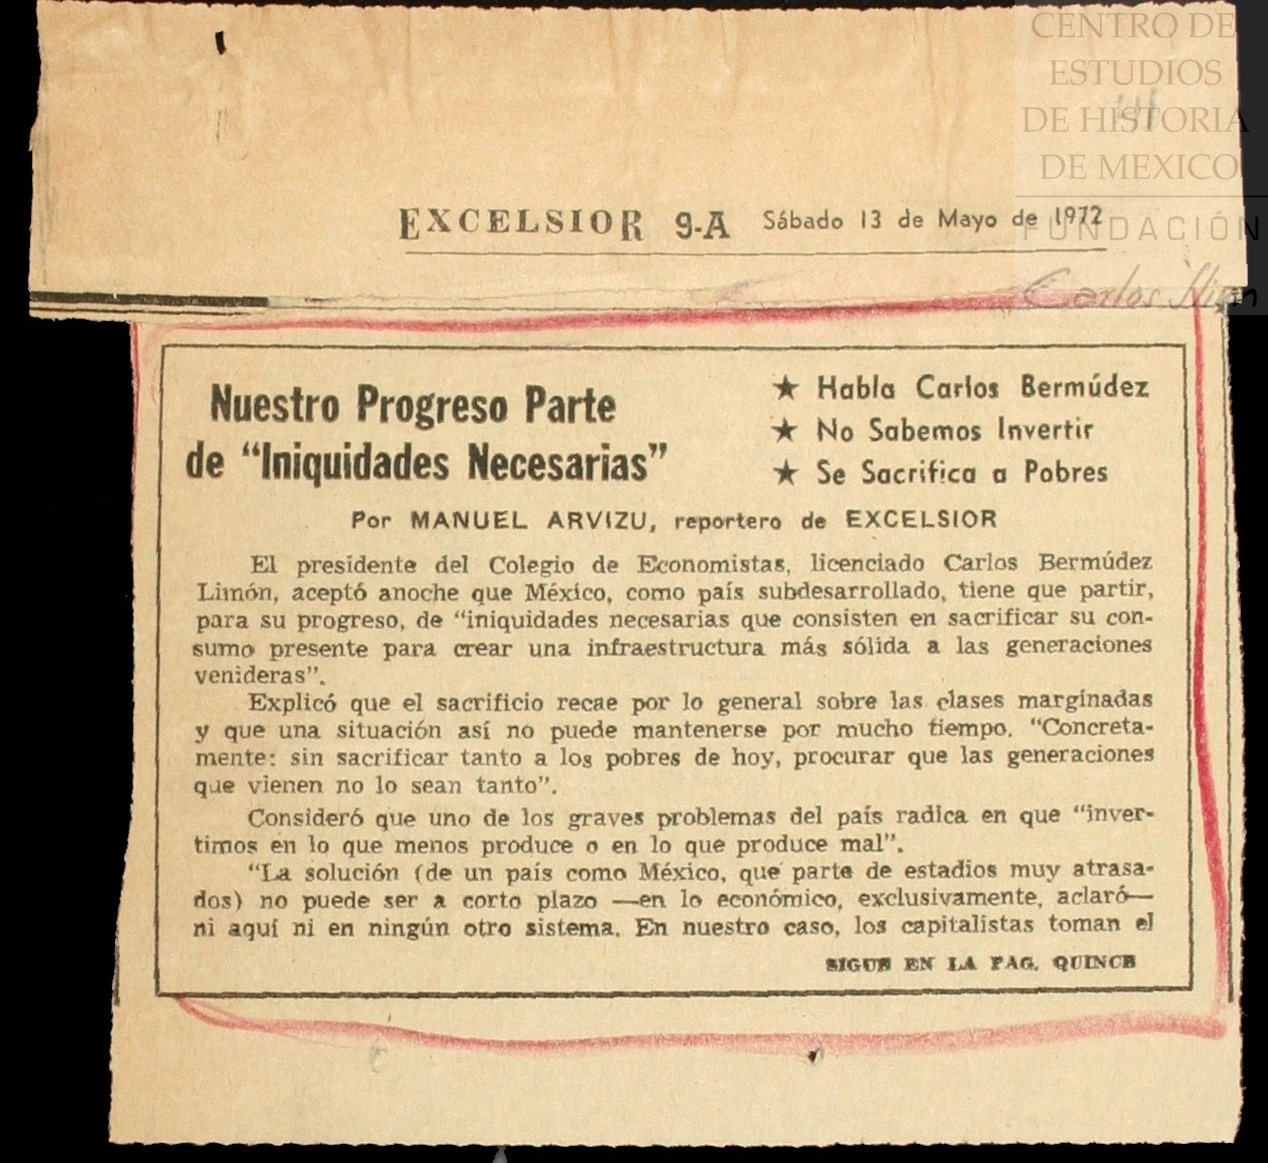 CENTRO DE
ESTUDIOS
DE HISTORIA
DE MEXICO
FUNDACIÓN
Carlos Slim
EXCELSIOR 9-A Sábado 13 de Mayo de 1972
Nuestro Progreso Parte
de “Iniquidades Necesarias”
★ Habla Carlos Bermúdez
★ No Sabemos Invertir
★ Se Sacrifica a Pobres
Por MANUEL ARVIZU, reportero de EXCELSIOR
El presidente del Colegio de Economistas, licenciado Carlos Bermúdez
Limón, aceptó anoche que México, como país subdesarrollado, tiene que partir,
para su progreso, de “iniquidades necesarias que consisten en sacrificar su con-
sumo presente para crear una infraestructura más sólida a las generaciones
venideras”.
Explicó que el sacrificio recae por lo general sobre las clases marginadas
y que una situación así no puede mantenerse por mucho tiempo. “Concreta-
mente: sin sacrificar tanto a los pobres de hoy, procurar que las generaciones
que vienen no lo sean tanto”.
Consideró que uno de los graves problemas del país radica en que “inver-
timos en lo que menos produce o en lo que produce mal”.
“La solución (de un país como México, que parte de estadios muy atrasa-
dos) no puede ser a corto plazo —en lo económico, exclusivamente, aclaró—
ni aquí ni en ningún otro sistema. En nuestro caso, los capitalistas toman el
SIGUE EN LA PAG. QUINCE